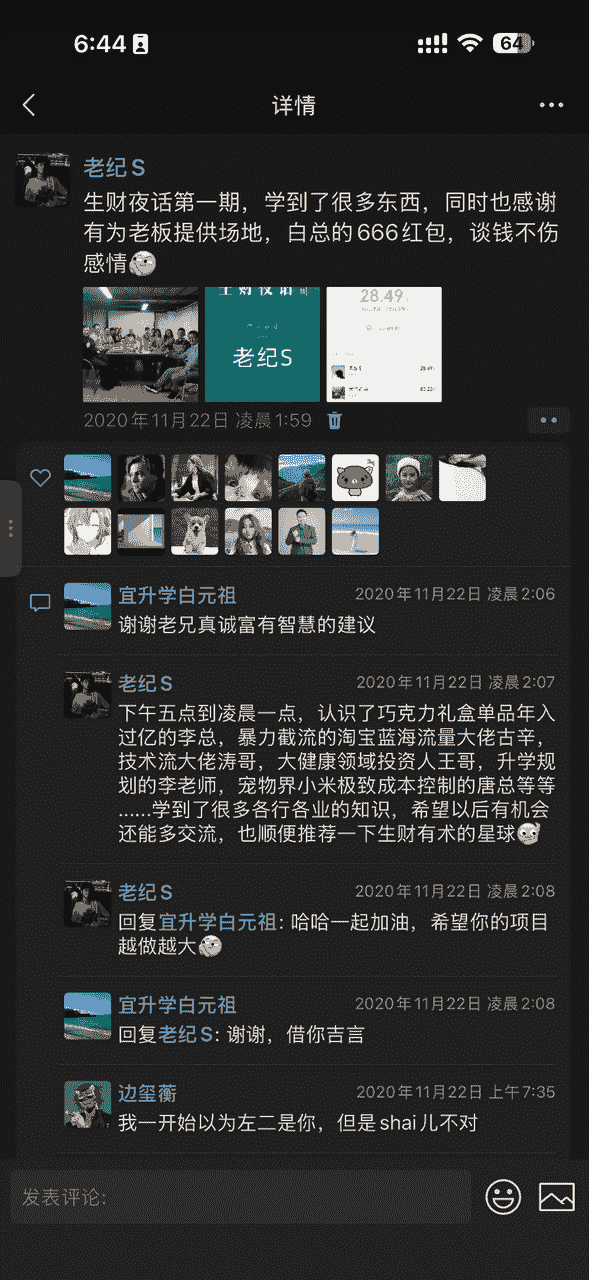 6:44
64
详情
老纪S
生财夜话第一期，学到了很多东西，同时也感谢
有为老板提供场地，白总的666红包，谈钱不伤
感情
生财夜话
老纪S
28.49
28.49
2020年11月22日 凌晨1:59
宜升学白元祖
2020年11月22日 凌晨2:06
谢谢老兄真诚富有智慧的建议
老纪S
2020年11月22日 凌晨2:07
下午五点到凌晨一点，认识了巧克力礼盒单品年入
过亿的李总，暴力截流的淘宝蓝海流量大佬古辛，
技术流大佬涛哥，大健康领域投资人王哥，升学规
划的李老师，宠物界小米极致成本控制的唐总等等
......学到了很多各行各业的知识，希望以后有机会
还能多交流，也顺便推荐一下生财有术的星球
老纪S
2020年11月22日 凌晨2:08
回复宜升学白元祖: 哈哈一起加油，希望你的项目
越做越大
宜升学白元祖
2020年11月22日 凌晨2:08
回复老纪S: 谢谢，借你吉言
边玺蘅
2020年11月22日 上午7:35
我一开始以为左二是你，但是shai儿不对
发表评论: